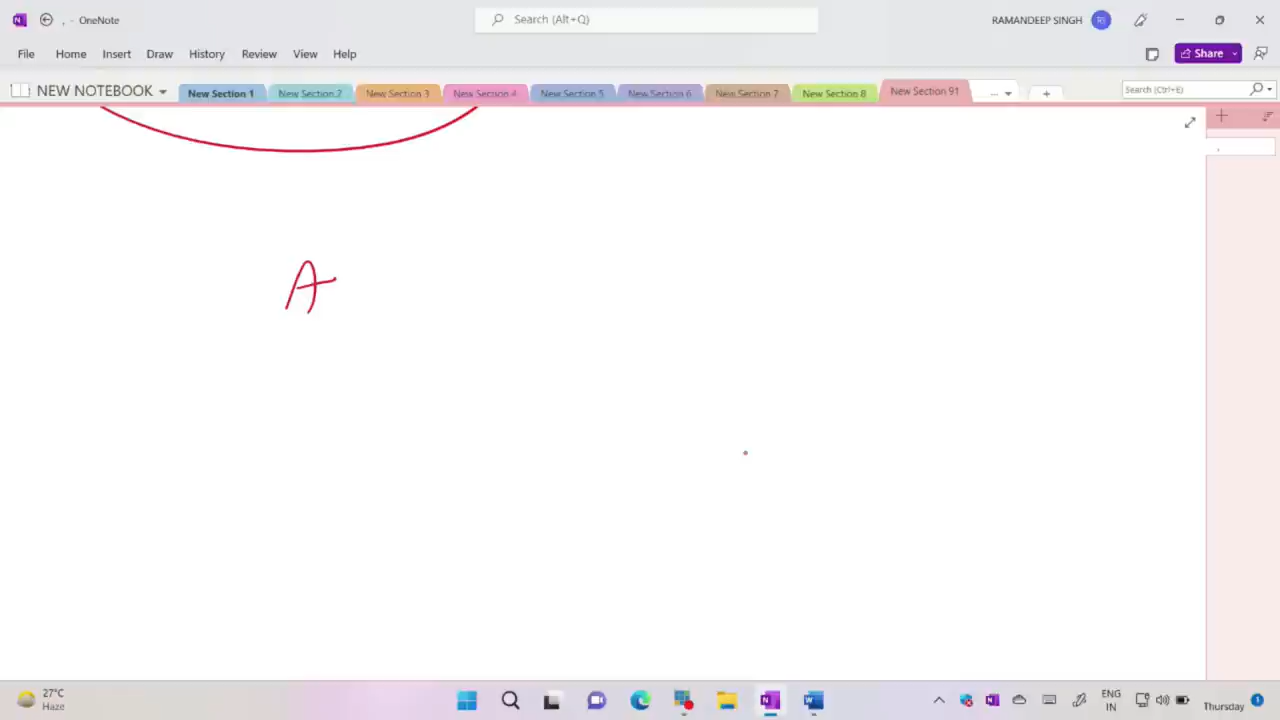 , - OneNote
Search (Alt+Q)
RAMANDEEP SINGH
RS
File Home Insert Draw History Review View Help
Share
NEW NOTEBOOK
New Section 1
New Section 2
New Section 3
New Section 4
New Section 5
New Section 6
New Section 7
New Section 8
New Section 91
...
+
Search (Ctrl+E)
A
27°C
Haze
ENG
IN
Thursday
1